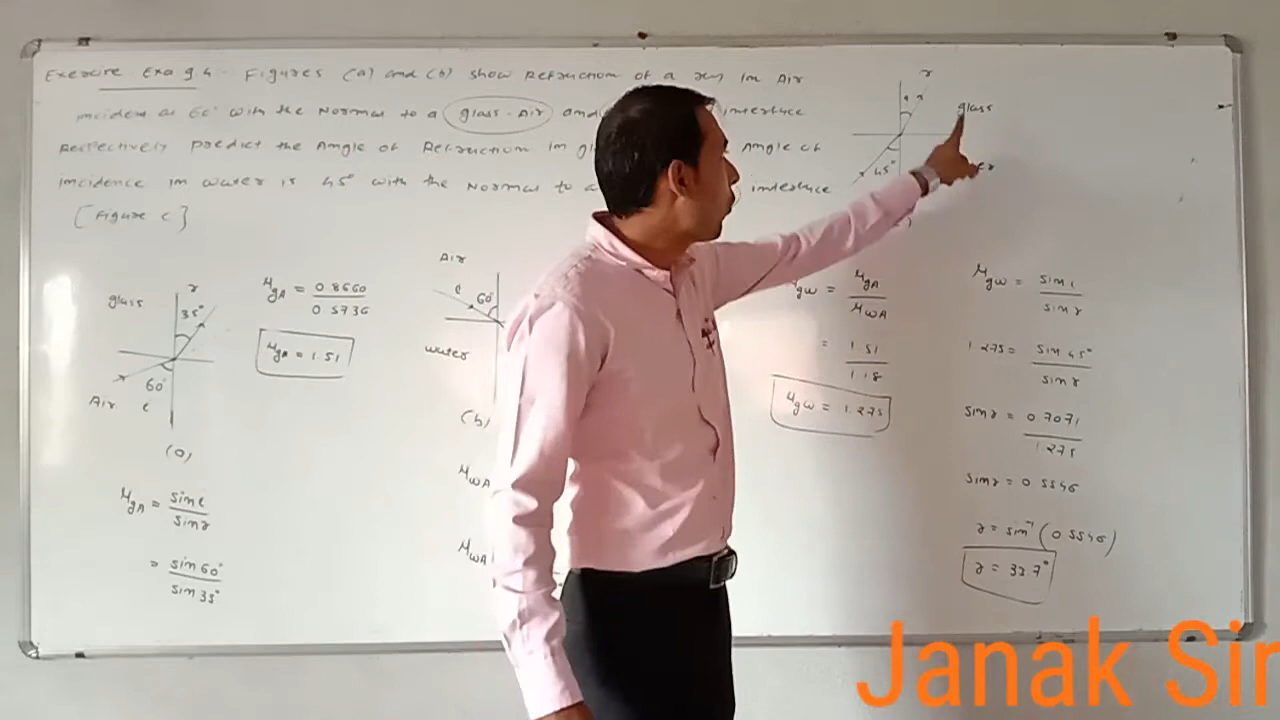 Exercise Exa 9.4 Figures (a) and (b) show Refraction of a ray in Air
incident at 60° with the Normal to a glass-Air and interface
Respectively predict the Angle of Refraction in Angle of
incidence in water is 45° with the Normal to a interface
[Figure c]
r
glass
45°
Air
glass
r
35°
60°
i
Air
(a)
μgA = 0.8660
0.5736
μgA = 1.51
i
60°
water
(b)
μgA = sin i
sin r
= sin 60°
sin 35°
μwA
μwA
μgw = μgA
μwA
= 1.51
1.18
μgw = 1.275
μgw = sin i
sin r
1.275 = sin 45°
sin r
sin r = 0.7071
1.275
sin r = 0.5546
r = sin⁻¹(0.5546)
r = 33.7°
Janak Sir